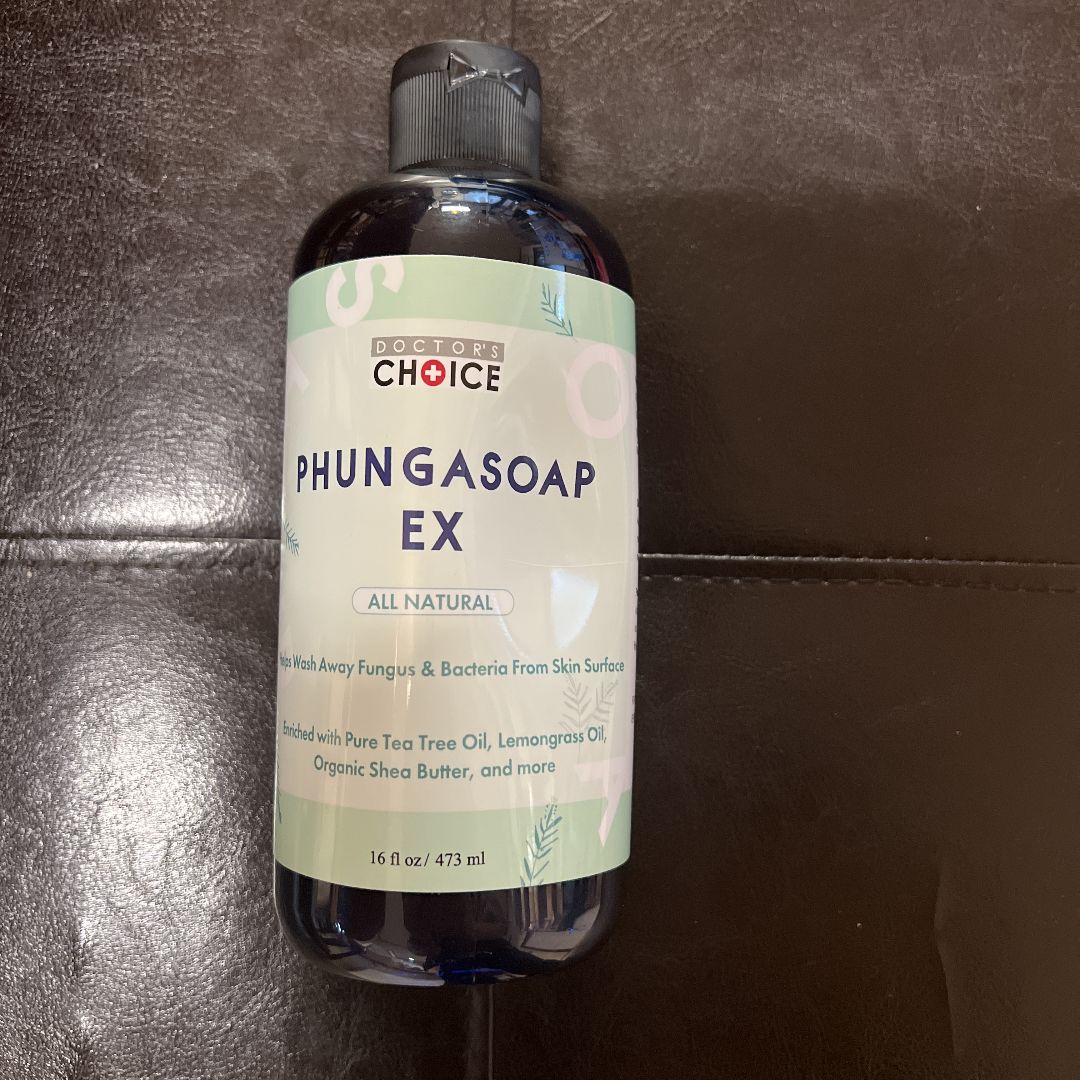 DOCTOR'S
CHOICE
PHUNGASOAP
EX
ALL NATURAL
Helps Wash Away Fungus & Bacteria From Skin Surface
Enriched with Pure Tea Tree Oil, Lemongrass Oil,
Organic Shea Butter, and more
16 fl oz/ 473 ml